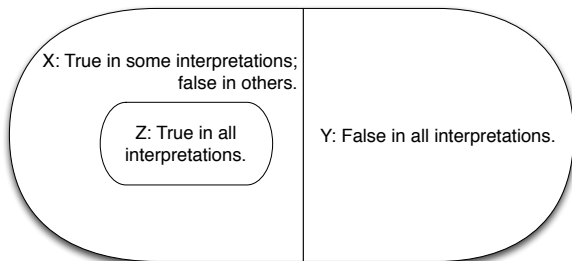 X: True in some interpretations;
false in others.
Z: True in all
interpretations.
Y: False in all interpretations.